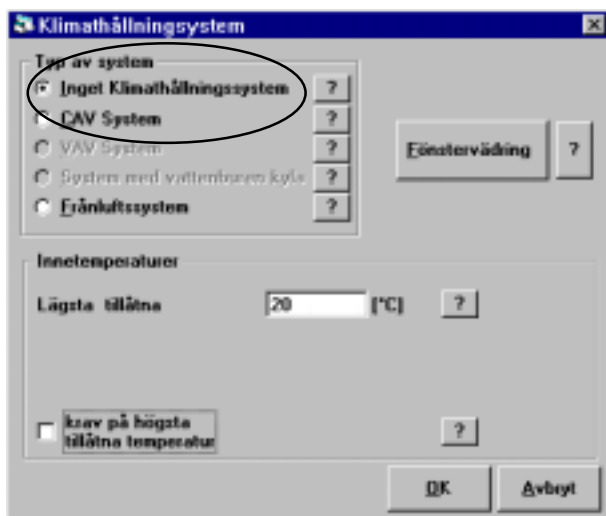 Klimathållningsystem
Typ av system
Inget Klimathållningssystem ?
CAV System ?
VAV System ?
System med vattenburen kyla ?
Frånluftssystem ?
Fönstervädring ?
Innetemperaturer
Lägsta tillåtna 20 [°C] ?
krav på högsta
tillåtna temperatur ?
OK Avbryt